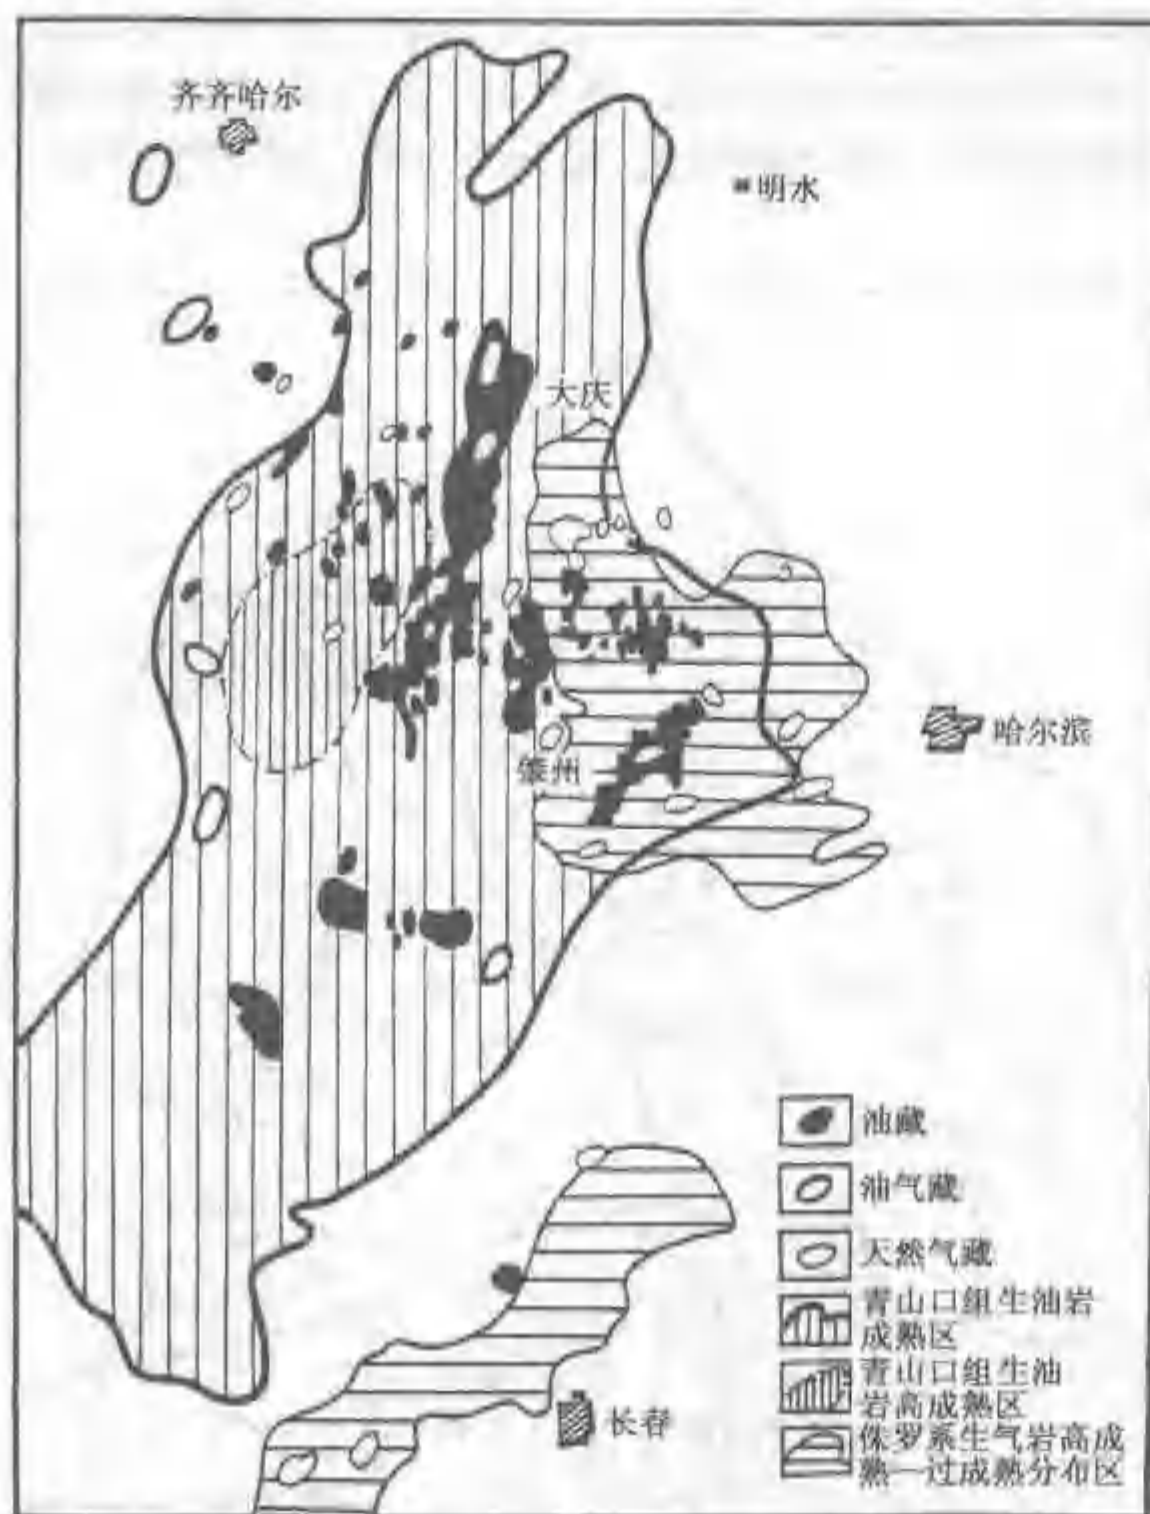 齐齐哈尔
明水
大庆
哈尔滨
肇州
油藏
油气藏
天然气藏
青山口组生油岩
成熟区
青山口组生油
岩高成熟区
侏罗系生气岩高成
熟一过成熟分布区
长春